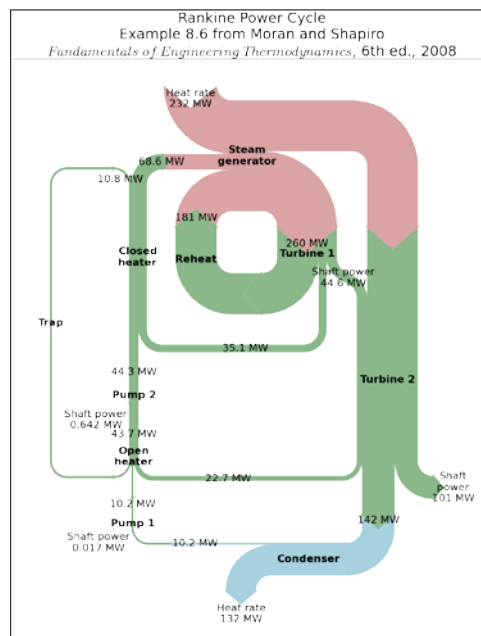 Rankine Power Cycle
Example 8.6 from Moran and Shapiro
Fundamentals of Engineering Thermodynamics, 6th ed., 2008
Heat rate
232 MW
Steam
generator
68.6 MW
10.8 MW
181 MW
Closed
heater
Reheat
260 MW
Turbine 1
Shaft power
44.6 MW
Trap
35.1 MW
44.3 MW
Turbine 2
Pump 2
Shaft power
0.642 MW
43.7 MW
Open
heater
22.7 MW
Shaft
power
101 MW
10.2 MW
Pump 1
142 MW
Shaft power
0.017 MW
10.2 MW
Condenser
Heat rate
132 MW